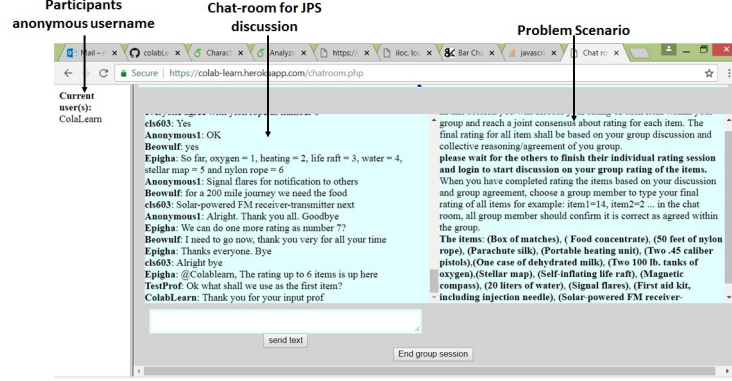 Participants
anonymous username
Chat-room for JPS
discussion
Problem Scenario
Mail – n
colabLe
Charact
Analyzi
https://
iloc, loc
Bar Cha
javascri
Chat ro
Secure | https://colab-learn.herokuapp.com/chatroom.php
Current
user(s):
ColaLearn
cls603: Yes
Anonymous1: OK
Beowulf: yes
Epigha: So far, oxygen = 1, heating = 2, life raft = 3, water = 4,
stellar map = 5 and nylon rope = 6
Anonymous1: Signal flares for notification to others
Beowulf: for a 200 mile journey we need the food
cls603: Solar-powered FM receiver-transmitter next
Anonymous1: Alright. Thank you all. Goodbye
Epigha: We can do one more rating as number 7?
Beowulf: I need to go now, thank you very for all your time
Epigha: Thanks everyone. Bye
cls603: Alright bye
Epigha: @Colablearn, The rating up to 6 items is up here
TestProf: Ok what shall we use as the first item?
ColabLearn: Thank you for your input prof
group and reach a joint consensus about rating for each item. The
final rating for all item shall be based on your group discussion and
collective reasoning/agreement of you group.
please wait for the others to finish their individual rating session
and login to start discussion on your group rating of the items.
When you have completed rating the items based on your discussion
and group agreement, choose a group member to type your final
rating of all items for example: item1=14, item2=2 ... in the chat
room, all group member should confirm it is correct as agreed within
the group.
The items: (Box of matches), ( Food concentrate), (50 feet of nylon
rope), (Parachute silk), (Portable heating unit), (Two .45 caliber
pistols),(One case of dehydrated milk), (Two 100 lb. tanks of
oxygen),(Stellar map), (Self-inflating life raft), (Magnetic
compass), (20 liters of water), (Signal flares), (First aid kit,
including injection needle), (Solar-powered FM receiver-
send text
End group session